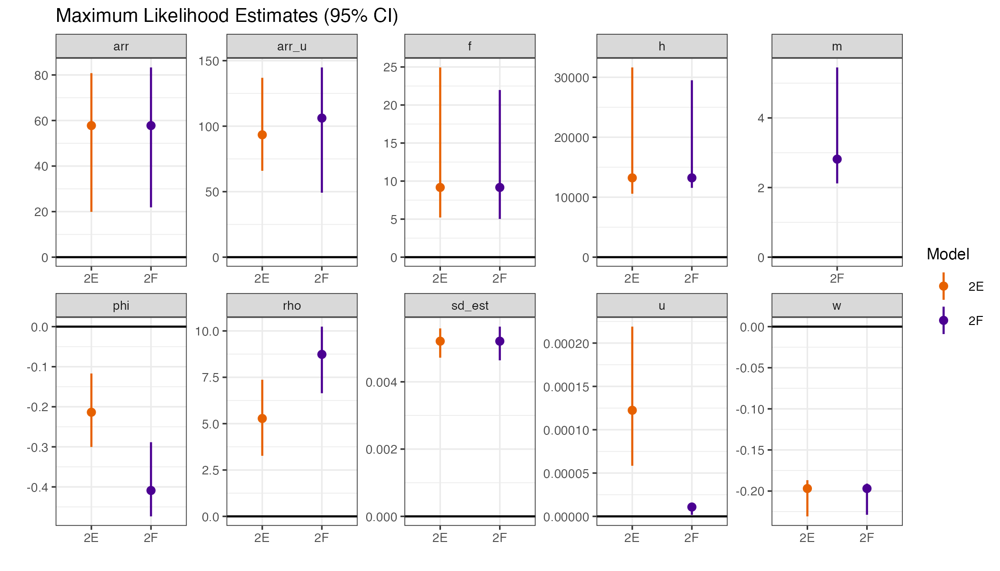 Maximum Likelihood Estimates (95% CI)
arr
arr_u
f
h
m
80
60
40
20
0
150
100
50
0
25
20
15
10
5
0
30000
20000
10000
0
4
2
0
2E 2F
2E 2F
2E 2F
2E 2F
2F
phi
rho
sd_est
u
w
0.0
-0.1
-0.2
-0.3
-0.4
10.0
7.5
5.0
2.5
0.0
0.004
0.002
0.000
0.00020
0.00015
0.00010
0.00005
0.00000
0.00
-0.05
-0.10
-0.15
-0.20
2E 2F
2E 2F
2E 2F
2E 2F
2E 2F
Model
2E
2F